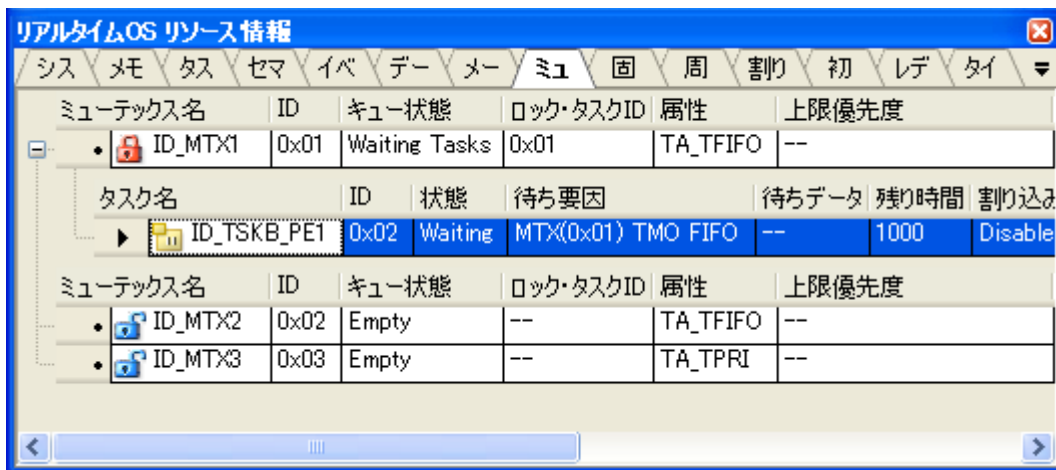 リアルタイムOS リソース情報
シス メモ タス セマ イベ デー メー ミュ 固 周 割り 初 レデ タイ
ミューテックス名 ID キュー状態 ロック・タスクID 属性 上限優先度
ID_MTX1 0x01 Waiting Tasks 0x01 TA_TFIFO --
タスク名 ID 状態 待ち要因 待ちデータ 残り時間 割り込み
ID_TSKB_PE1 0x02 Waiting MTX(0x01) TMO FIFO -- 1000 Disable
ミューテックス名 ID キュー状態 ロック・タスクID 属性 上限優先度
ID_MTX2 0x02 Empty -- TA_TFIFO --
ID_MTX3 0x03 Empty -- TA_TPRI --